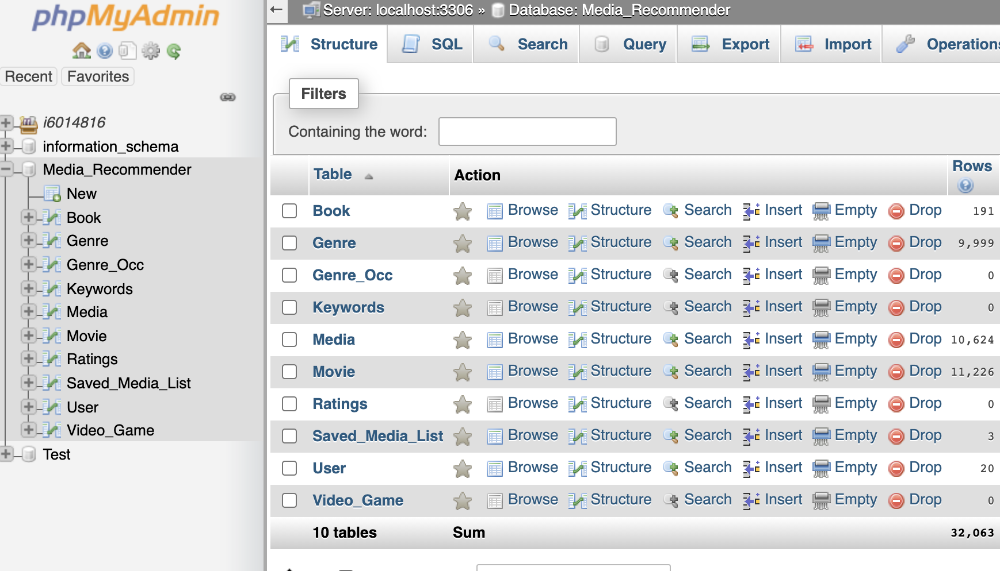 phpMyAdmin
Recent Favorites
i6014816
information_schema
Media_Recommender
New
Book
Genre
Genre_Occ
Keywords
Media
Movie
Ratings
Saved_Media_List
User
Video_Game
Test
Server: localhost:3306 » Database: Media_Recommender
Structure SQL Search Query Export Import Operations
Filters
Containing the word:
Table Action Rows
Book Browse Structure Search Insert Empty Drop 191
Genre Browse Structure Search Insert Empty Drop 9,999
Genre_Occ Browse Structure Search Insert Empty Drop 0
Keywords Browse Structure Search Insert Empty Drop 0
Media Browse Structure Search Insert Empty Drop 10,624
Movie Browse Structure Search Insert Empty Drop 11,226
Ratings Browse Structure Search Insert Empty Drop 0
Saved_Media_List Browse Structure Search Insert Empty Drop 3
User Browse Structure Search Insert Empty Drop 20
Video_Game Browse Structure Search Insert Empty Drop 0
10 tables Sum 32,063